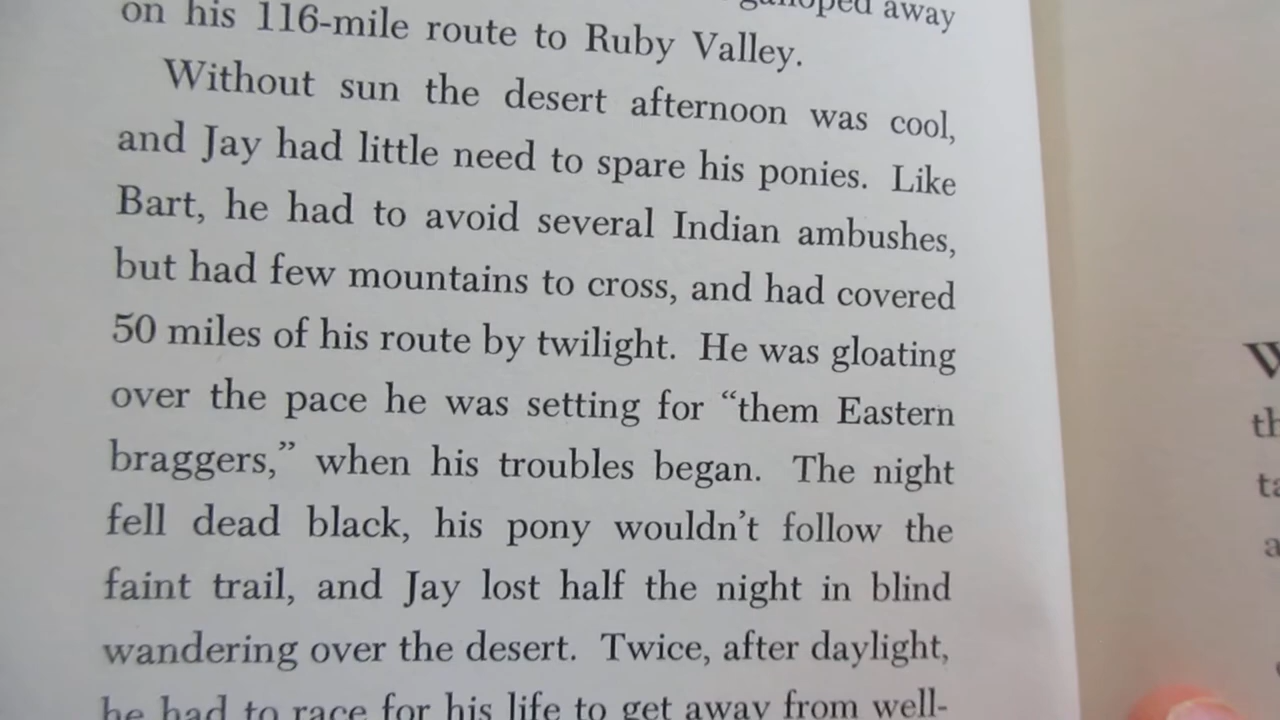 galloped away
on his 116-mile route to Ruby Valley.
Without sun the desert afternoon was cool,
and Jay had little need to spare his ponies. Like
Bart, he had to avoid several Indian ambushes,
but had few mountains to cross, and had covered
50 miles of his route by twilight. He was gloating
over the pace he was setting for “them Eastern
braggers,” when his troubles began. The night
fell dead black, his pony wouldn’t follow the
faint trail, and Jay lost half the night in blind
wandering over the desert. Twice, after daylight,
he had to race for his life to get away from well-